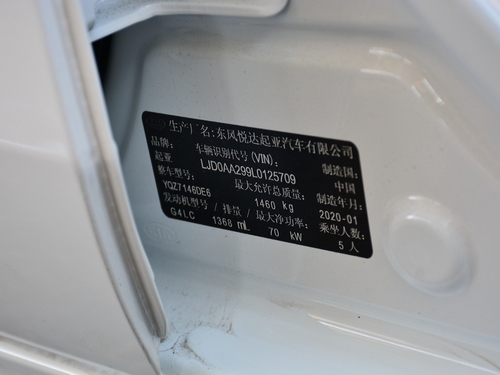 生产厂名:东风悦达起亚汽车有限公司
品牌: 车辆识别代号(VIN): 制造国:
起亚 LJD0AA299L0125709 中国
整车型号: 最大允许总质量: 制造年月:
YQZ7146DE6 1460 kg 2020-01
发动机型号/排量/最大净功率: 乘坐人数:
G4LC 1368 mL 70 kW 5人